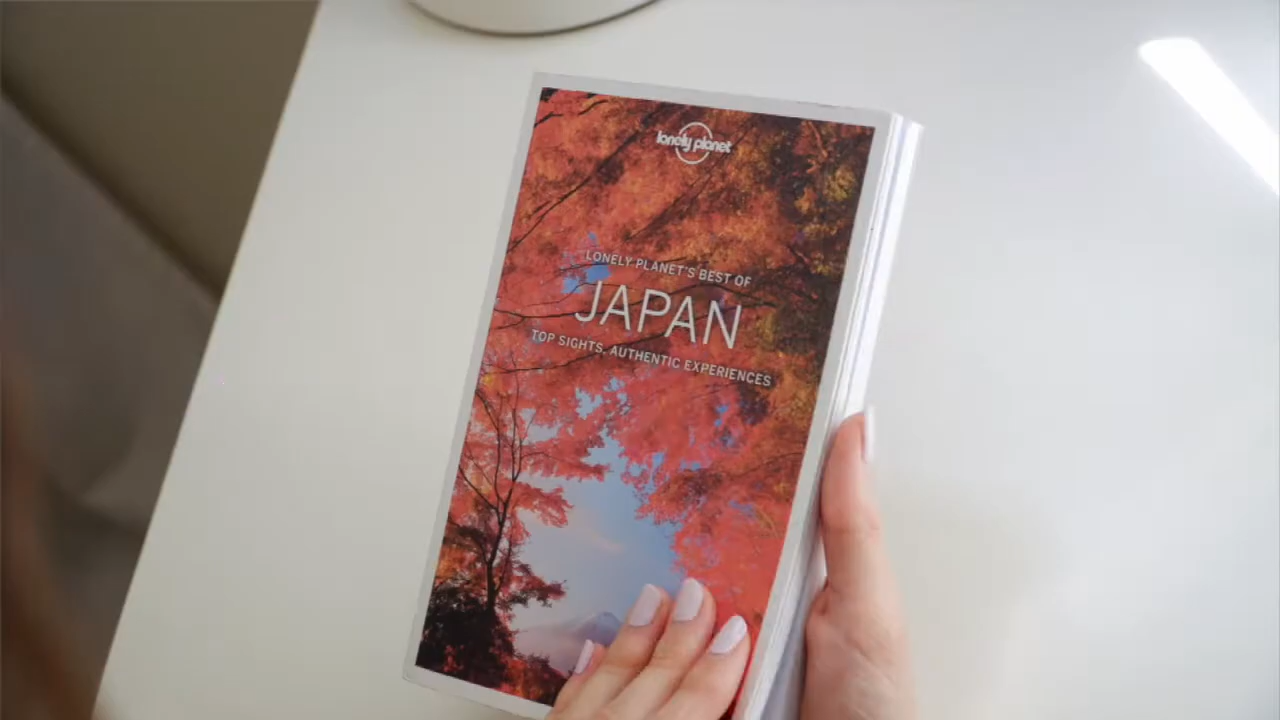 lonely planet
LONELY PLANET'S BEST OF
JAPAN
TOP SIGHTS, AUTHENTIC EXPERIENCES